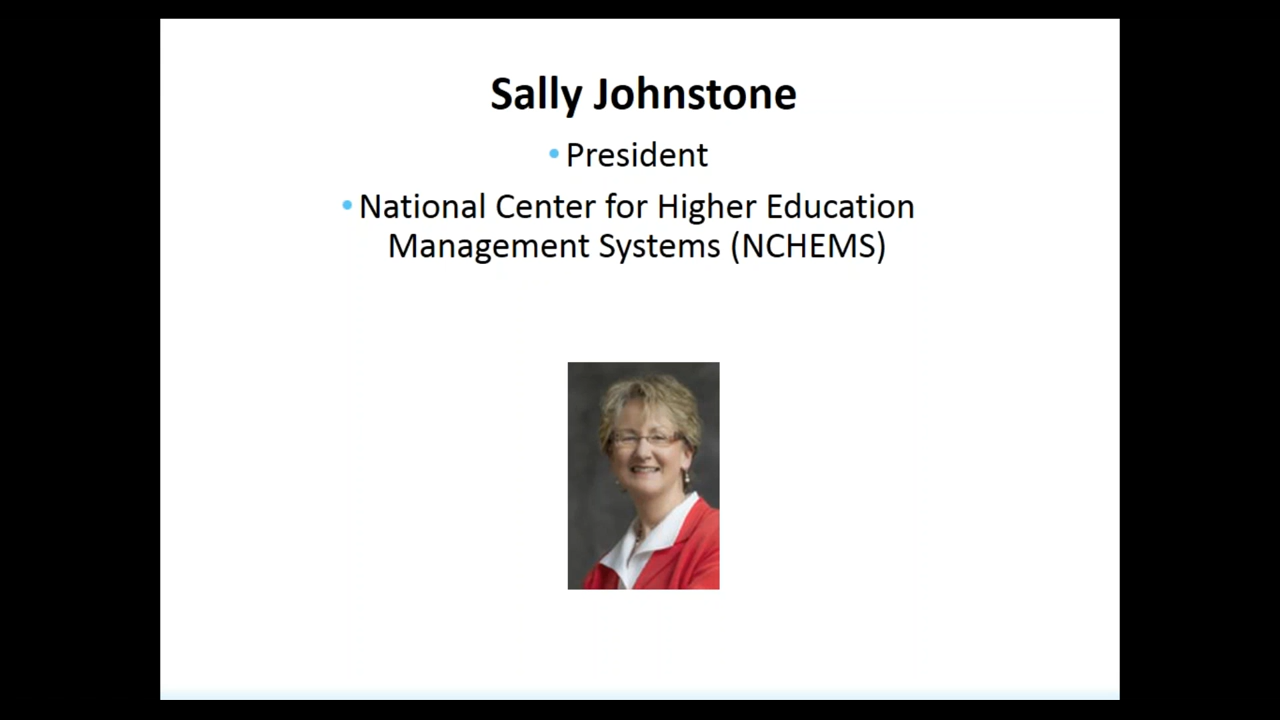 Sally Johnstone
• President
• National Center for Higher Education
Management Systems (NCHEMS)